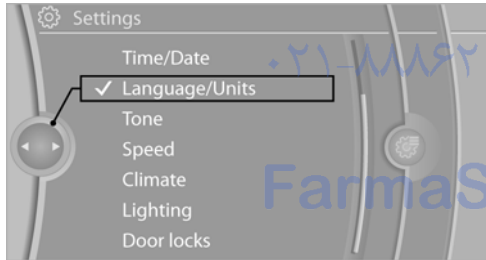 Settings
Time/Date
✓ Language/Units
Tone
Speed
Climate
Lighting
Door locks
۰۲۱-۸۸۸۶۲
FarmaS